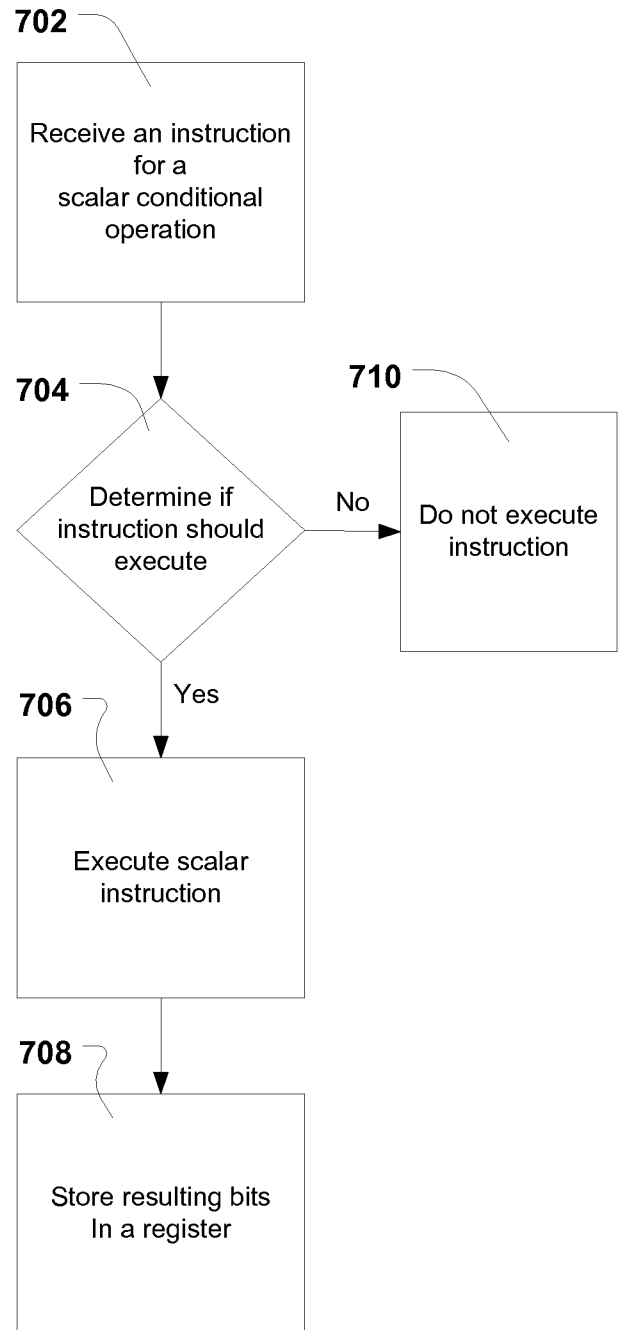 702
Receive an instruction
for a
scalar conditional
operation
704
Determine if
instruction should
execute
No
710
Do not execute
instruction
Yes
706
Execute scalar
instruction
708
Store resulting bits
In a register